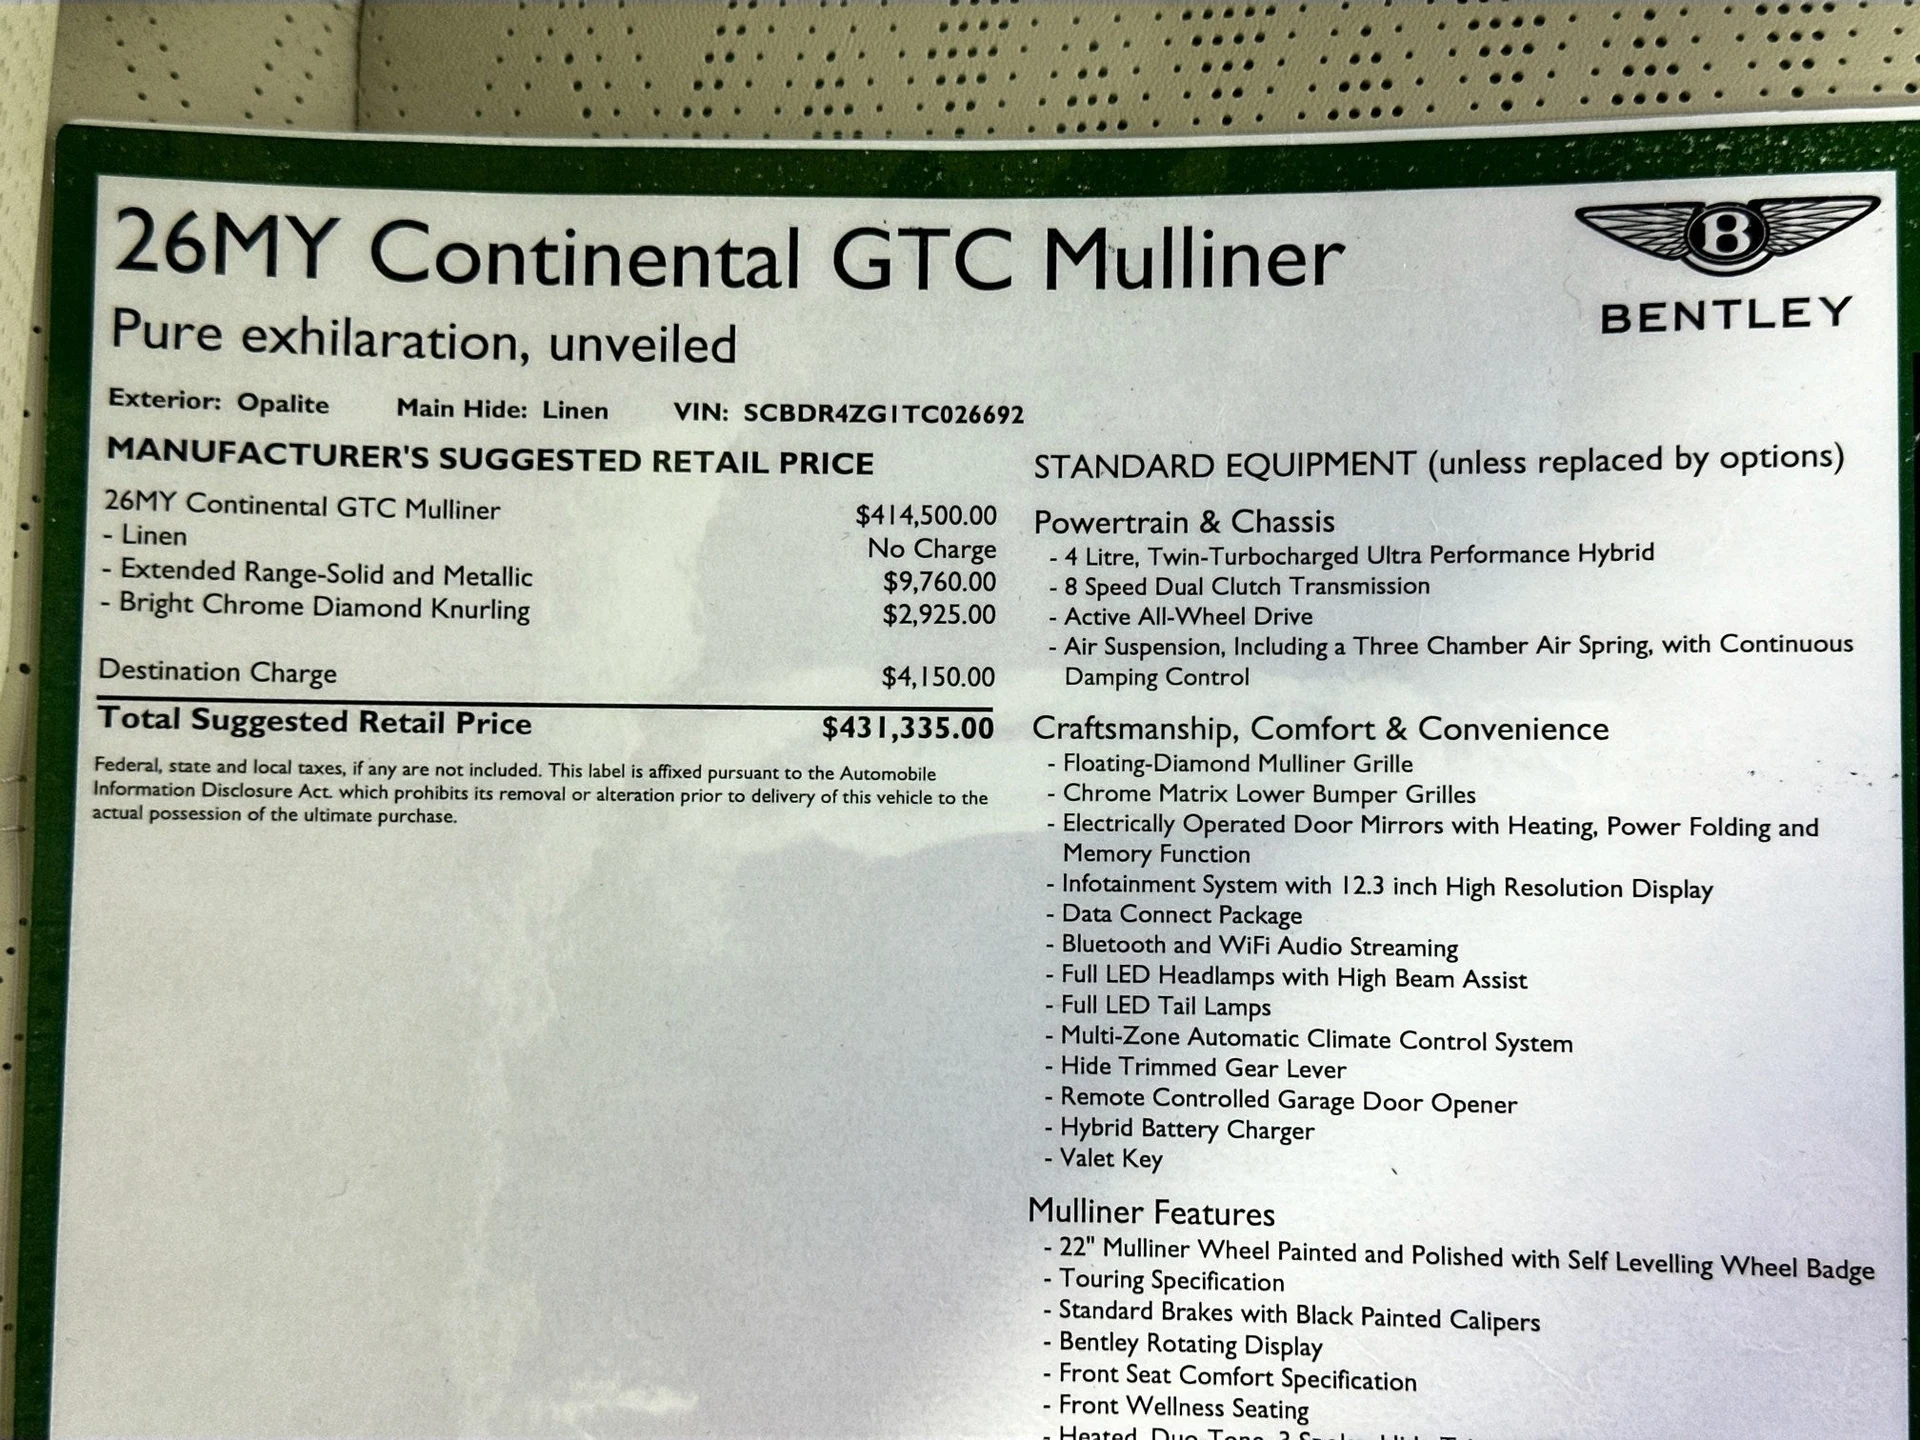 26MY Continental GTC Mulliner
B
BENTLEY
Pure exhilaration, unveiled
Exterior: Opalite Main Hide: Linen VIN: SCBDR4ZG1TC026692
MANUFACTURER'S SUGGESTED RETAIL PRICE
26MY Continental GTC Mulliner $414,500.00
- Linen No Charge
- Extended Range-Solid and Metallic $9,760.00
- Bright Chrome Diamond Knurling $2,925.00
Destination Charge $4,150.00
Total Suggested Retail Price $431,335.00
Federal, state and local taxes, if any are not included. This label is affixed pursuant to the Automobile
Information Disclosure Act. which prohibits its removal or alteration prior to delivery of this vehicle to the
actual possession of the ultimate purchase.
STANDARD EQUIPMENT (unless replaced by options)
Powertrain & Chassis
- 4 Litre, Twin-Turbocharged Ultra Performance Hybrid
- 8 Speed Dual Clutch Transmission
- Active All-Wheel Drive
- Air Suspension, Including a Three Chamber Air Spring, with Continuous
Damping Control
Craftsmanship, Comfort & Convenience
- Floating-Diamond Mulliner Grille
- Chrome Matrix Lower Bumper Grilles
- Electrically Operated Door Mirrors with Heating, Power Folding and
Memory Function
- Infotainment System with 12.3 inch High Resolution Display
- Data Connect Package
- Bluetooth and WiFi Audio Streaming
- Full LED Headlamps with High Beam Assist
- Full LED Tail Lamps
- Multi-Zone Automatic Climate Control System
- Hide Trimmed Gear Lever
- Remote Controlled Garage Door Opener
- Hybrid Battery Charger
- Valet Key
Mulliner Features
- 22" Mulliner Wheel Painted and Polished with Self Levelling Wheel Badge
- Touring Specification
- Standard Brakes with Black Painted Calipers
- Bentley Rotating Display
- Front Seat Comfort Specification
- Front Wellness Seating
- Heated, Duo Tone, 3